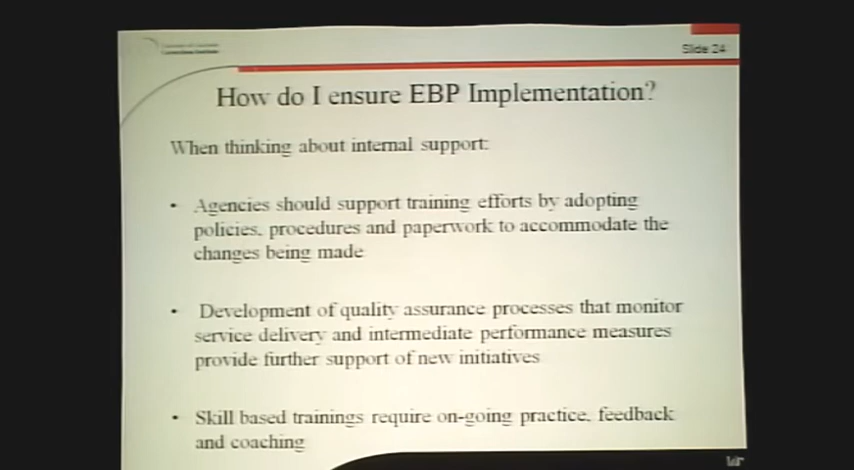 Slide 24
How do I ensure EBP Implementation?
When thinking about internal support:
• Agencies should support training efforts by adopting
policies, procedures and paperwork to accommodate the
changes being made
• Development of quality assurance processes that monitor
service delivery and intermediate performance measures
provide further support of new initiatives
• Skill based trainings require on-going practice, feedback
and coaching